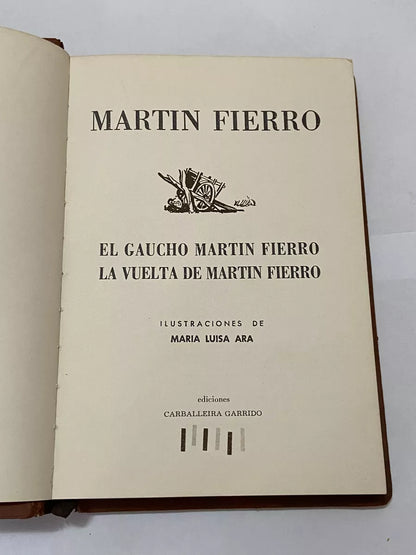 MARTIN FIERRO
EL GAUCHO MARTIN FIERRO
LA VUELTA DE MARTIN FIERRO
ILUSTRACIONES DE
MARIA LUISA ARA
ediciones
CARBALLEIRA GARRIDO